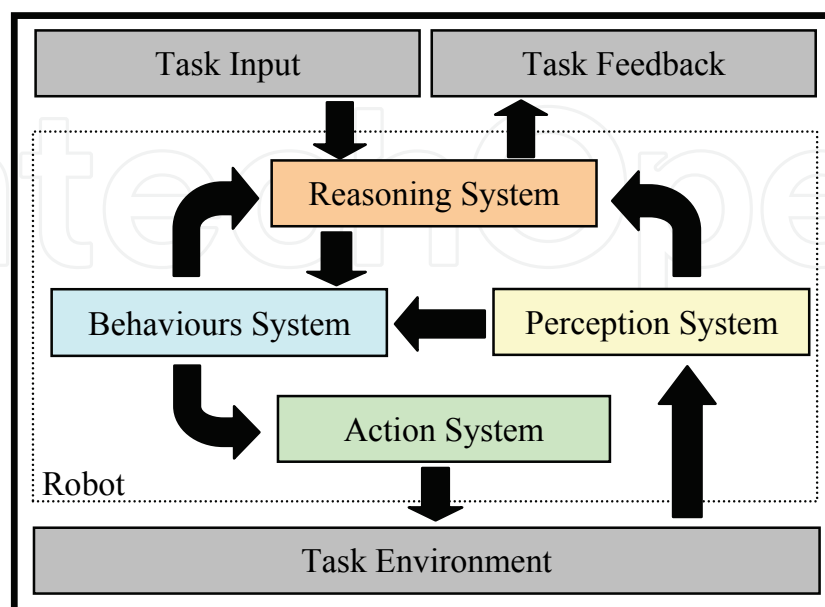 Task Input
Task Feedback
Reasoning System
Behaviours System
Perception System
Action System
Robot
Task Environment